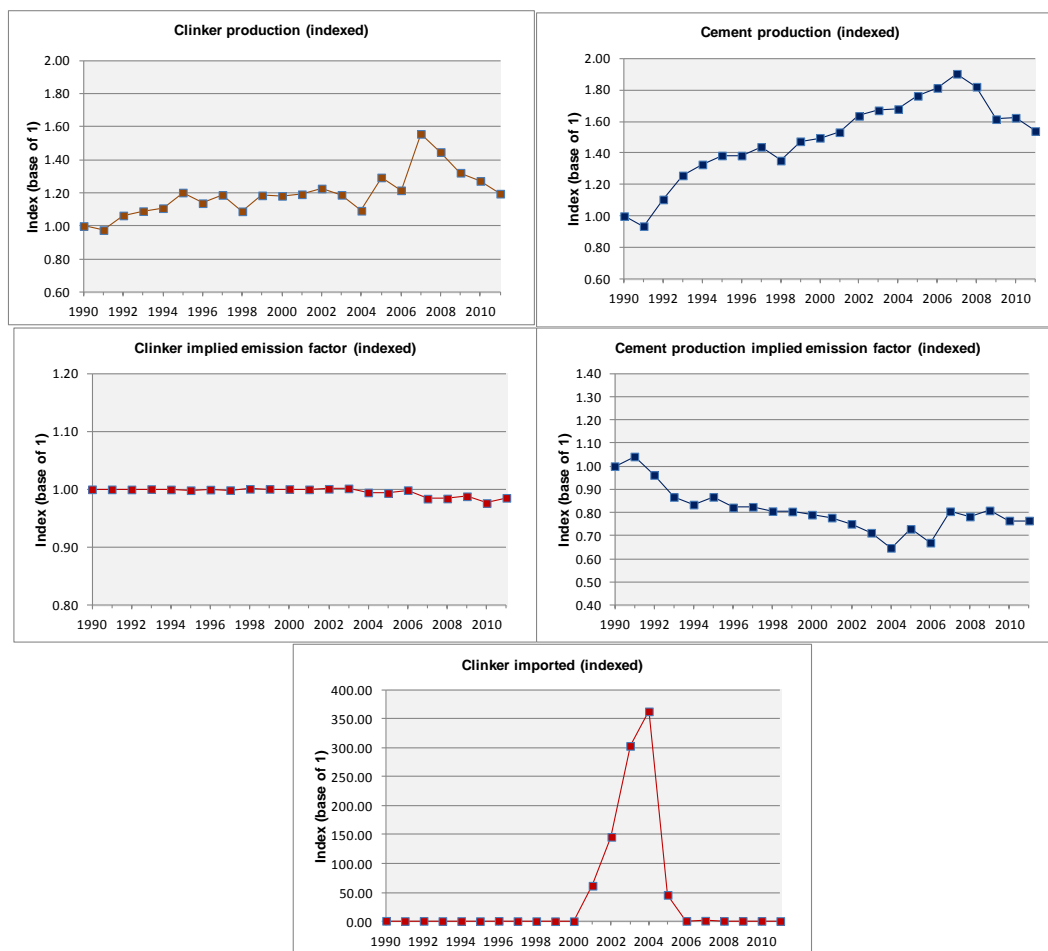 Clinker production (indexed)
Index (base of 1)
2.00
1.80
1.60
1.40
1.20
1.00
0.80
0.60
1990 1992 1994 1996 1998 2000 2002 2004 2006 2008 2010
Cement production (indexed)
Index (base of 1)
2.00
1.80
1.60
1.40
1.20
1.00
0.80
0.60
1990 1992 1994 1996 1998 2000 2002 2004 2006 2008 2010
Clinker implied emission factor (indexed)
Index (base of 1)
1.20
1.10
1.00
0.90
0.80
1990 1992 1994 1996 1998 2000 2002 2004 2006 2008 2010
Cement production implied emission factor (indexed)
Index (base of 1)
1.40
1.30
1.20
1.10
1.00
0.90
0.80
0.70
0.60
0.50
0.40
1990 1992 1994 1996 1998 2000 2002 2004 2006 2008 2010
Clinker imported (indexed)
Index (base of 1)
400.00
350.00
300.00
250.00
200.00
150.00
100.00
50.00
0.00
1990 1992 1994 1996 1998 2000 2002 2004 2006 2008 2010